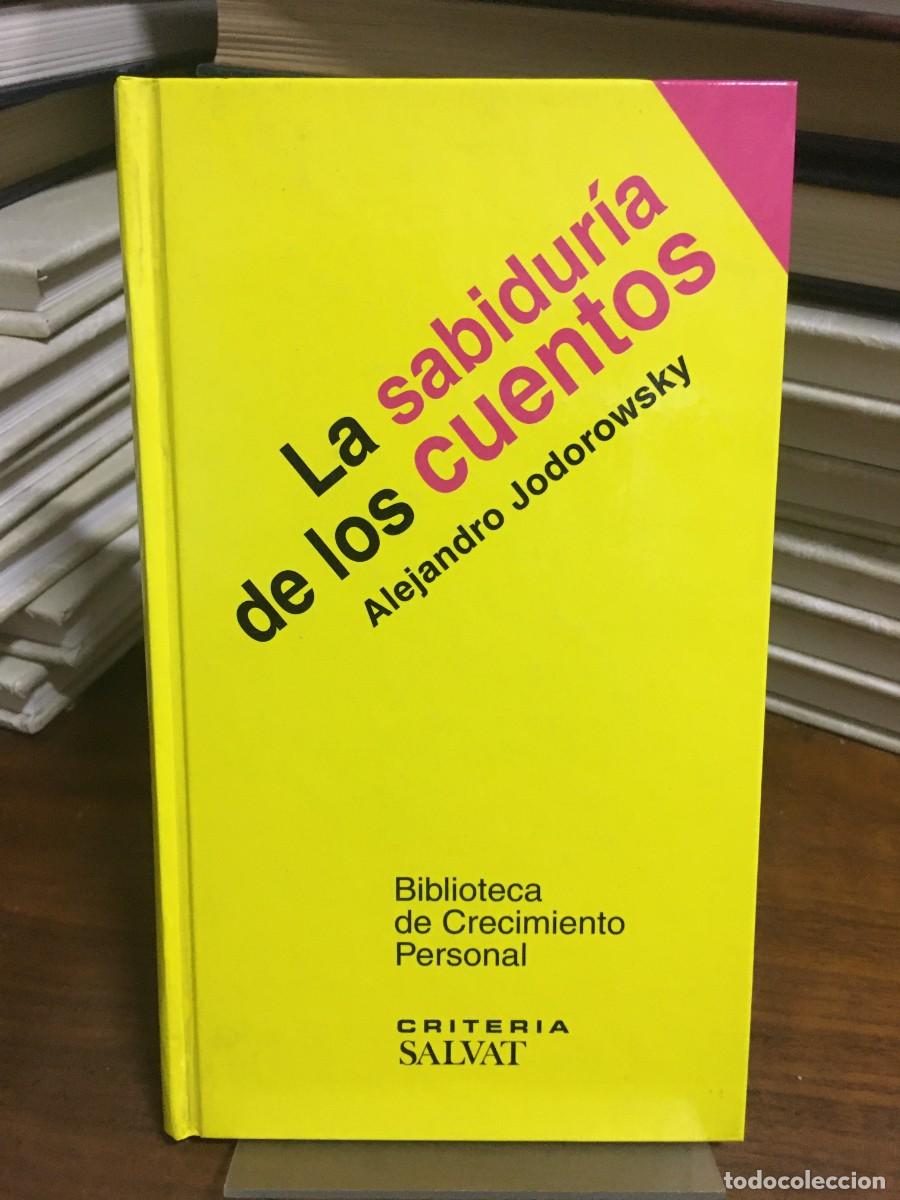 La sabiduría
de los cuentos
Alejandro Jodorowsky
Biblioteca
de Crecimiento
Personal
CRITERIA
SALVAT
todocoleccion